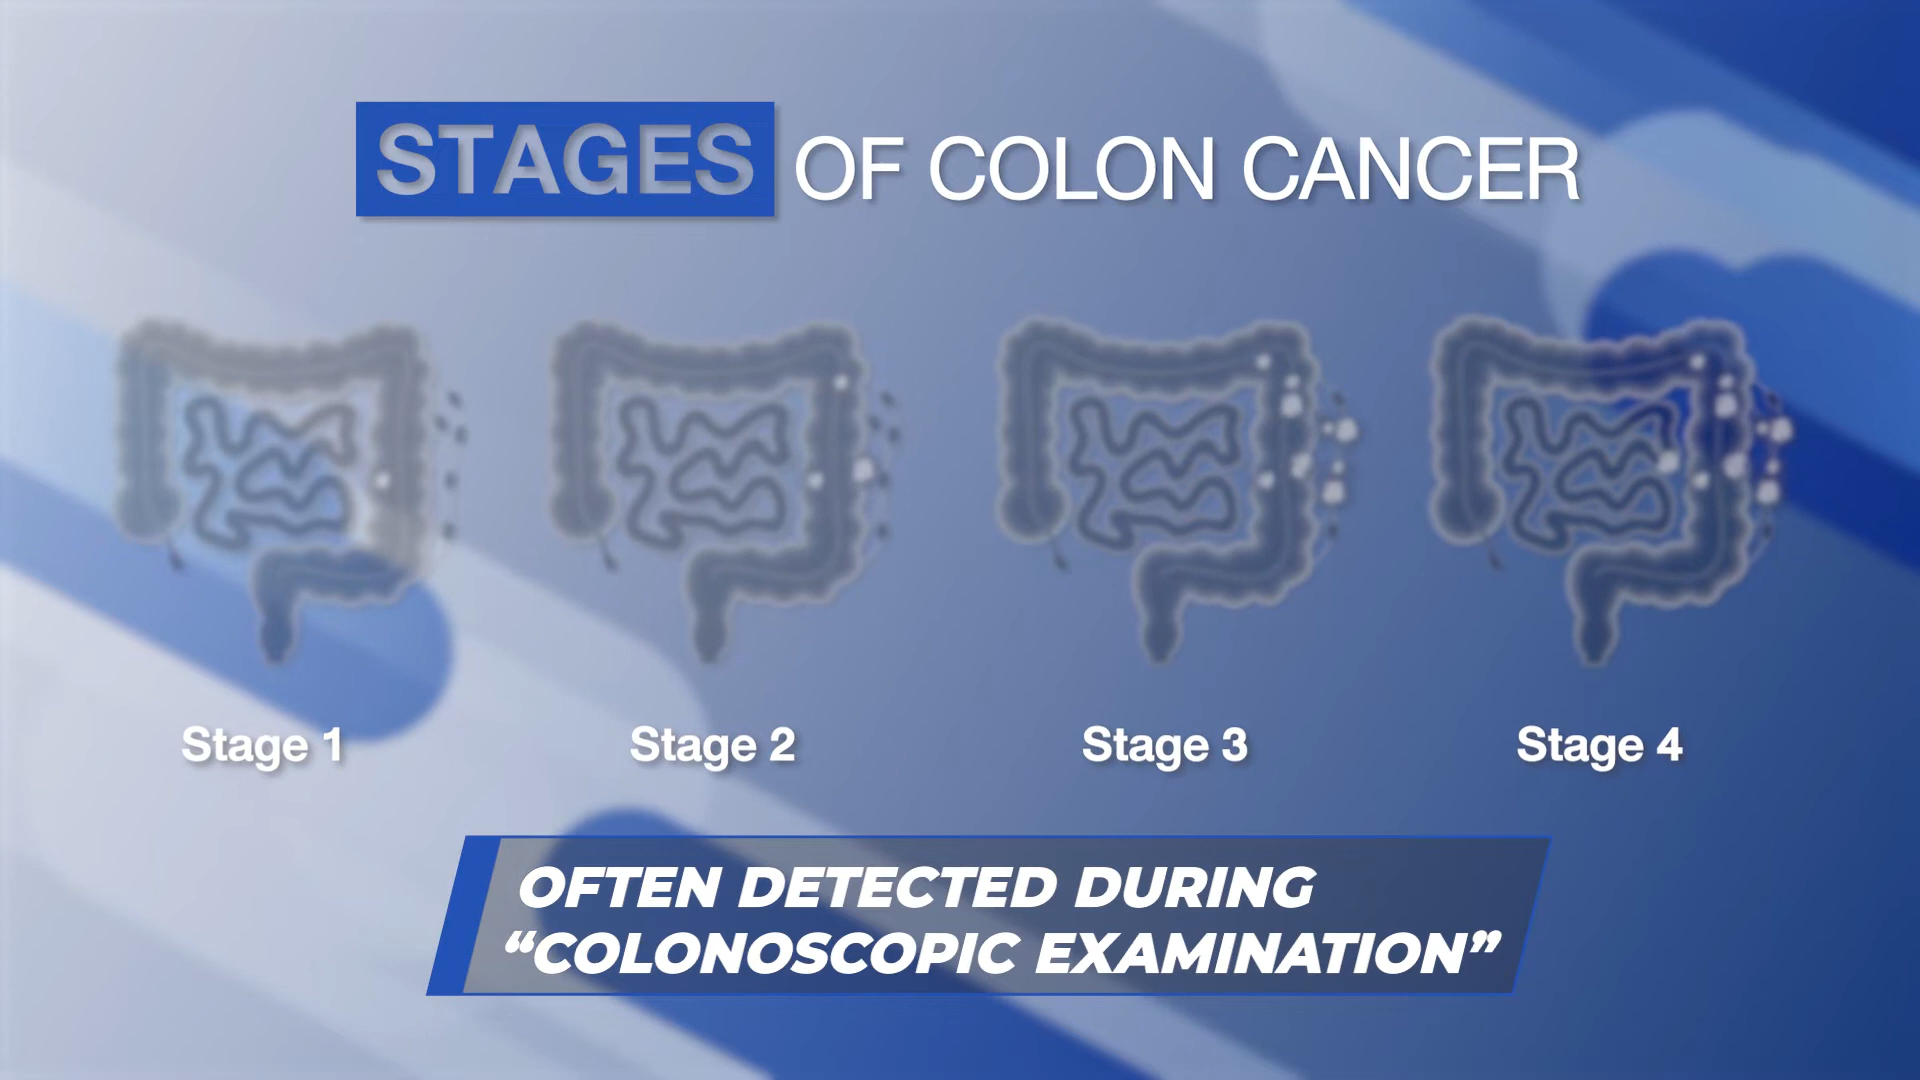 STAGES OF COLON CANCER
Stage 1
Stage 2
Stage 3
Stage 4
OFTEN DETECTED DURING
“COLONOSCOPIC EXAMINATION”